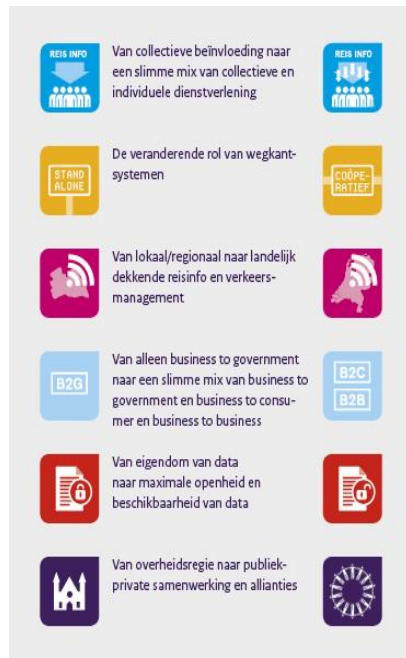 REIS INFO
Van collectieve beïnvloeding naar
een slimme mix van collectieve en
individuele dienstverlening
REIS INFO
STAND
ALONE
De veranderende rol van wegkant-
systemen
COÖPE-
RATIEF
Van lokaal/regionaal naar landelijk
dekkende reisinfo en verkeers-
management
B2G
Van alleen business to government
naar een slimme mix van business to
government en business to consu-
mer en business to business
B2C
B2B
Van eigendom van data
naar maximale openheid en
beschikbaarheid van data
Van overheidsregie naar publiek-
private samenwerking en allianties